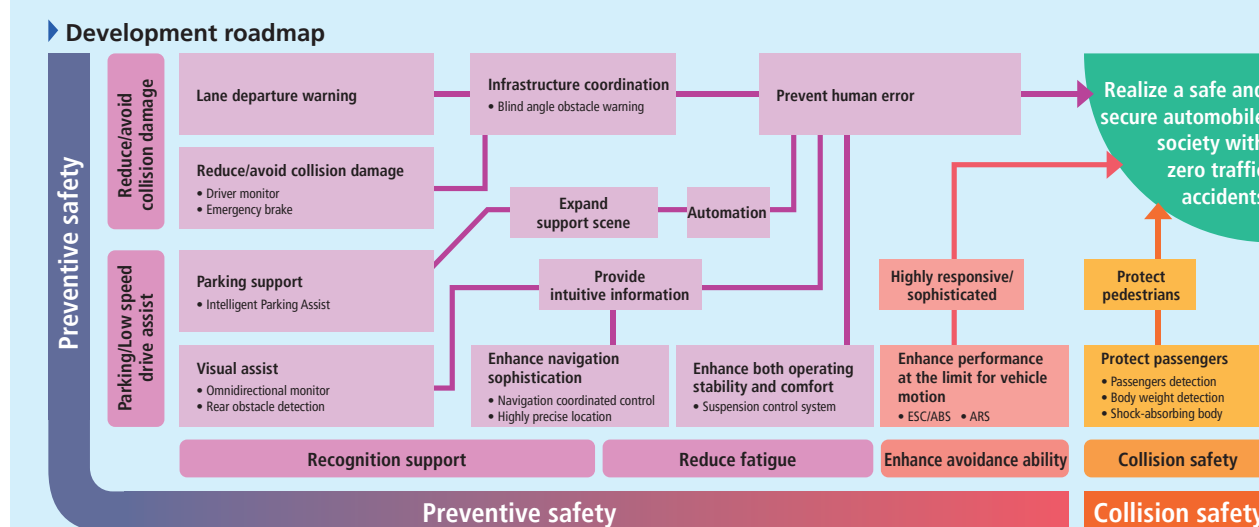 Development roadmap
Preventive safety
Reduce/avoid
collision damage
Lane departure warning
Infrastructure coordination
• Blind angle obstacle warning
Prevent human error
Realize a safe and
secure automobile
society with
zero traffic
accidents
Reduce/avoid collision damage
• Driver monitor
• Emergency brake
Expand
support scene
Automation
Parking/Low speed
drive assist
Parking support
• Intelligent Parking Assist
Provide
intuitive information
Highly responsive/
sophisticated
Protect
pedestrians
Visual assist
• Omnidirectional monitor
• Rear obstacle detection
Enhance navigation
sophistication
• Navigation coordinated control
• Highly precise location
Enhance both operating
stability and comfort
• Suspension control system
Enhance performance
at the limit for vehicle
motion
• ESC/ABS • ARS
Protect passengers
• Passengers detection
• Body weight detection
• Shock-absorbing body
Recognition support
Reduce fatigue
Enhance avoidance ability
Collision safety
Preventive safety
Collision safety